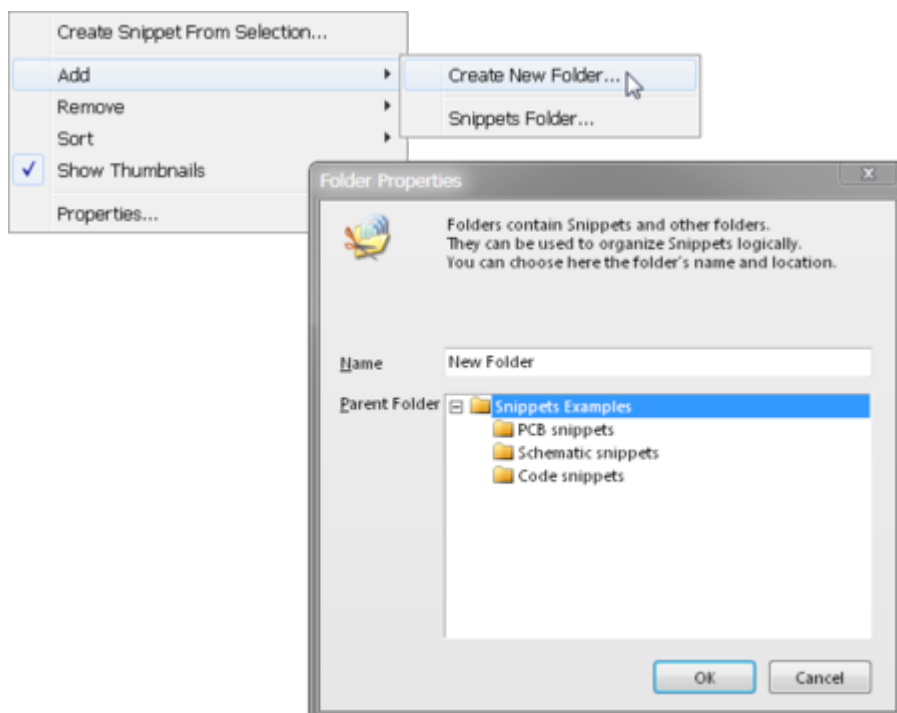 Create Snippet From Selection...
Add
Create New Folder...
Remove
Snippets Folder...
Sort
Show Thumbnails
Properties...
Folder Properties
Folders contain Snippets and other folders.
They can be used to organize Snippets logically.
You can choose here the folder's name and location.
Name
New Folder
Parent Folder
Snippets Examples
PCB snippets
Schematic snippets
Code snippets
OK
Cancel